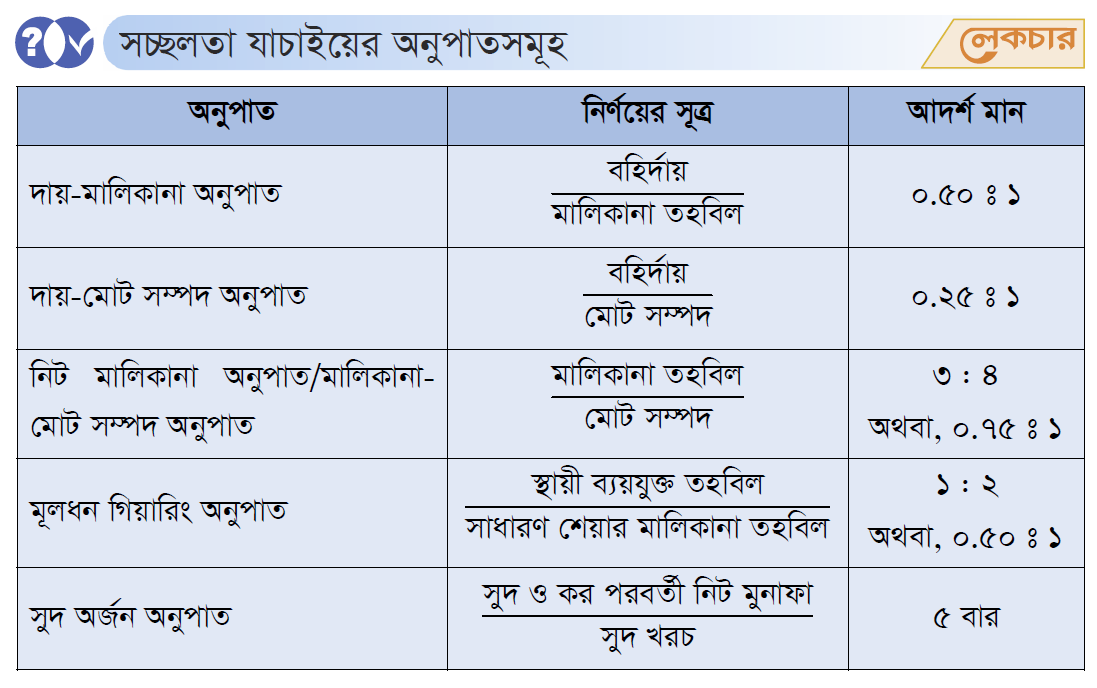 সচ্ছলতা যাচাইয়ের অনুপাতসমূহ
লেকচার
অনুপাত
নির্ণয়ের সূত্র
আদর্শ মান
দায়-মালিকানা অনুপাত
বহির্দায়
মালিকানা তহবিল
০.৫০ ঃ ১
দায়-মোট সম্পদ অনুপাত
বহির্দায়
মোট সম্পদ
০.২৫ ঃ ১
নিট মালিকানা অনুপাত/মালিকানা-
মোট সম্পদ অনুপাত
মালিকানা তহবিল
মোট সম্পদ
৩ : ৪
অথবা, ০.৭৫ ঃ ১
মূলধন গিয়ারিং অনুপাত
স্থায়ী ব্যয়যুক্ত তহবিল
সাধারণ শেয়ার মালিকানা তহবিল
১ : ২
অথবা, ০.৫০ ঃ ১
সুদ অর্জন অনুপাত
সুদ ও কর পরবর্তী নিট মুনাফা
সুদ খরচ
৫ বার